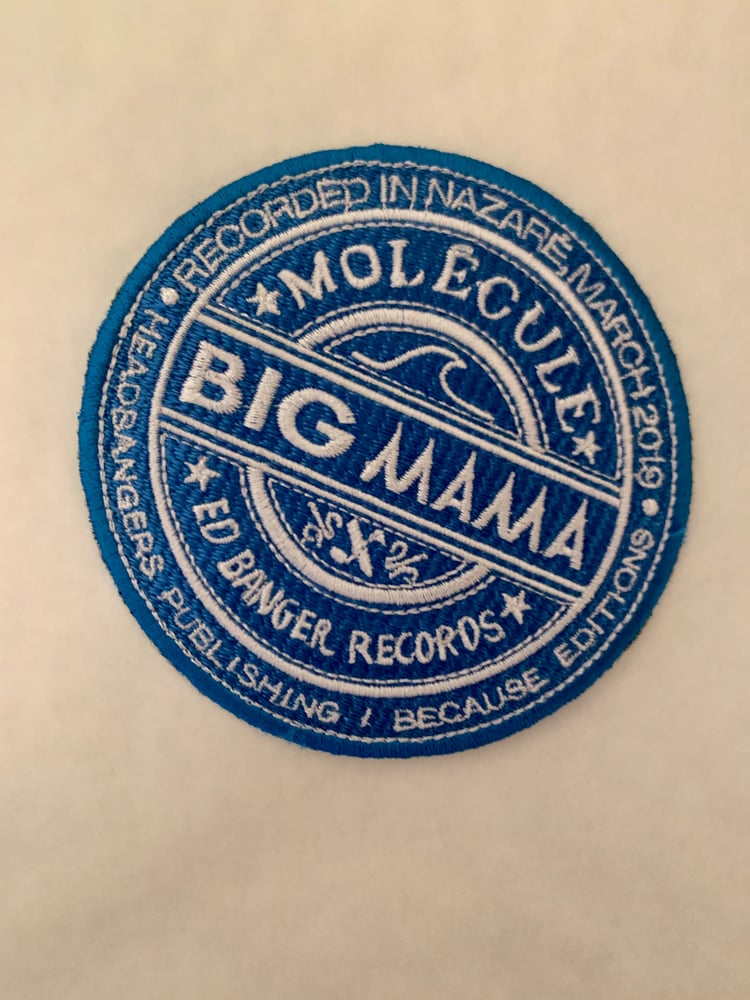 RECORDED IN NAZARÉ, MARCH 2019
MOLÉCULE
BIG MAMA
ED BANGER RECORDS
HEADBANGERS PUBLISHING / BECAUSE EDITIONS